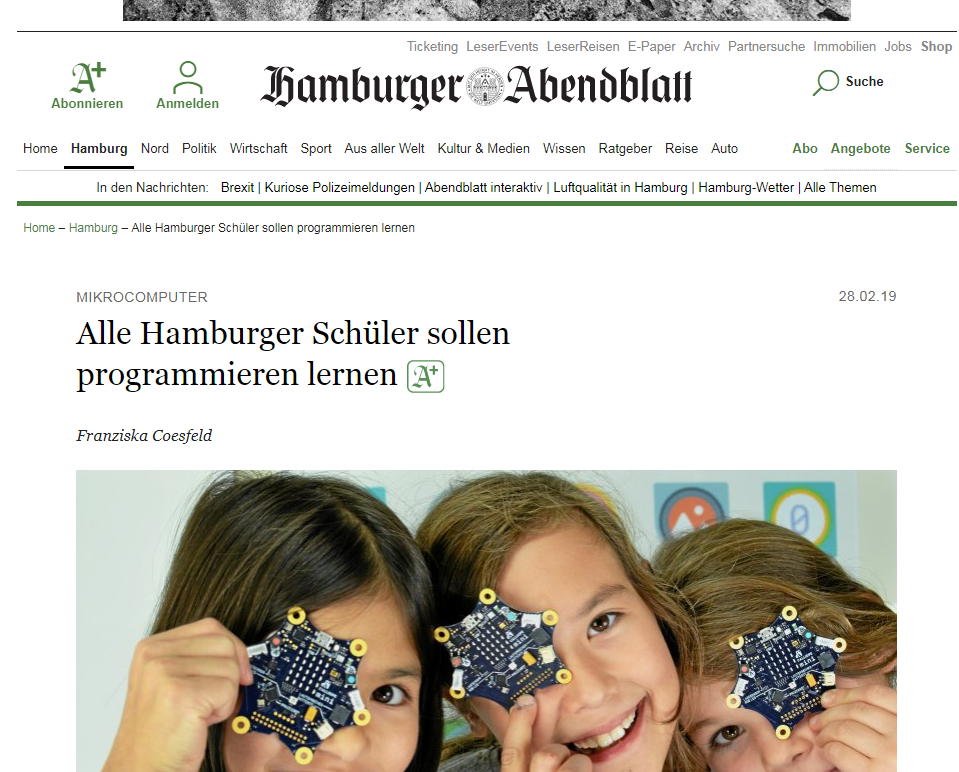 Ticketing LeserEvents LeserReisen E-Paper Archiv Partnersuche Immobilien Jobs Shop
A+
Abonnieren
Anmelden
Hamburger Abendblatt
Suche
Home Hamburg Nord Politik Wirtschaft Sport Aus aller Welt Kultur & Medien Wissen Ratgeber Reise Auto
Abo Angebote Service
In den Nachrichten: Brexit | Kuriose Polizeimeldungen | Abendblatt interaktiv | Luftqualität in Hamburg | Hamburg-Wetter | Alle Themen
Home – Hamburg – Alle Hamburger Schüler sollen programmieren lernen
MIKROCOMPUTER
28.02.19
Alle Hamburger Schüler sollen
programmieren lernen A+
Franziska Coesfeld
mini